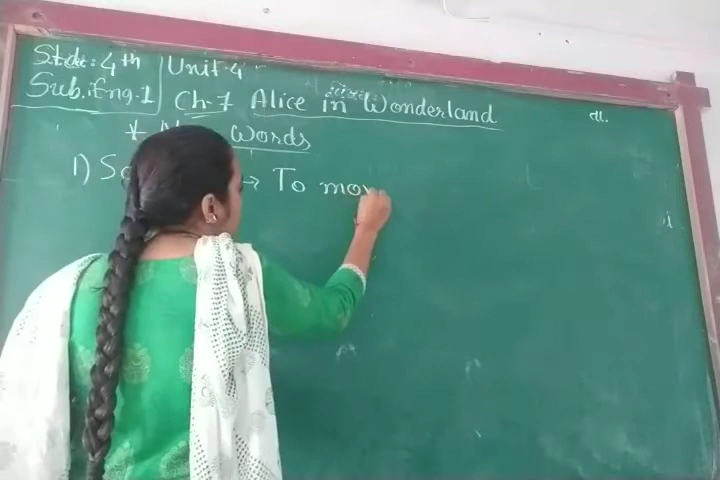 Std: 4th Unit-4
Sub. Eng.1 Ch-7 Alice in Wonderland
તા.
* Words
1) → To mov